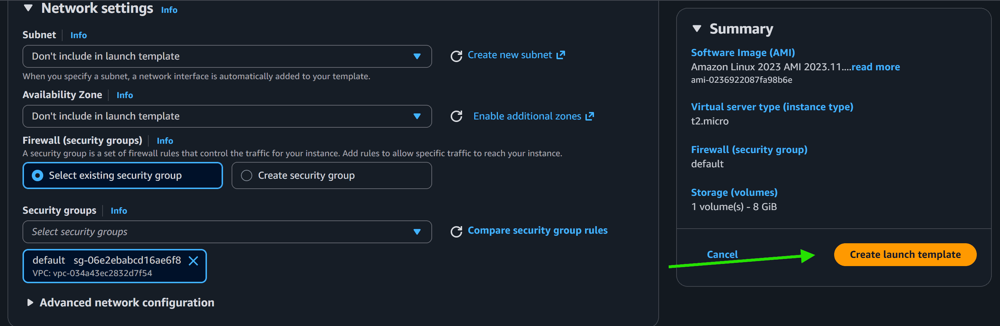 Network settings Info
Subnet Info
Don't include in launch template
Create new subnet
When you specify a subnet, a network interface is automatically added to your template.
Availability Zone Info
Don't include in launch template
Enable additional zones
Firewall (security groups) Info
A security group is a set of firewall rules that control the traffic for your instance. Add rules to allow specific traffic to reach your instance.
Select existing security group
Create security group
Security groups Info
Select security groups
Compare security group rules
default sg-06e2ebabcd16ae6f8
VPC: vpc-034a43ec2832d7f54
Advanced network configuration
Summary
Software Image (AMI)
Amazon Linux 2023 AMI 2023.11....read more
ami-0236922087fa98b6e
Virtual server type (instance type)
t2.micro
Firewall (security group)
default
Storage (volumes)
1 volume(s) - 8 GiB
Cancel
Create launch template